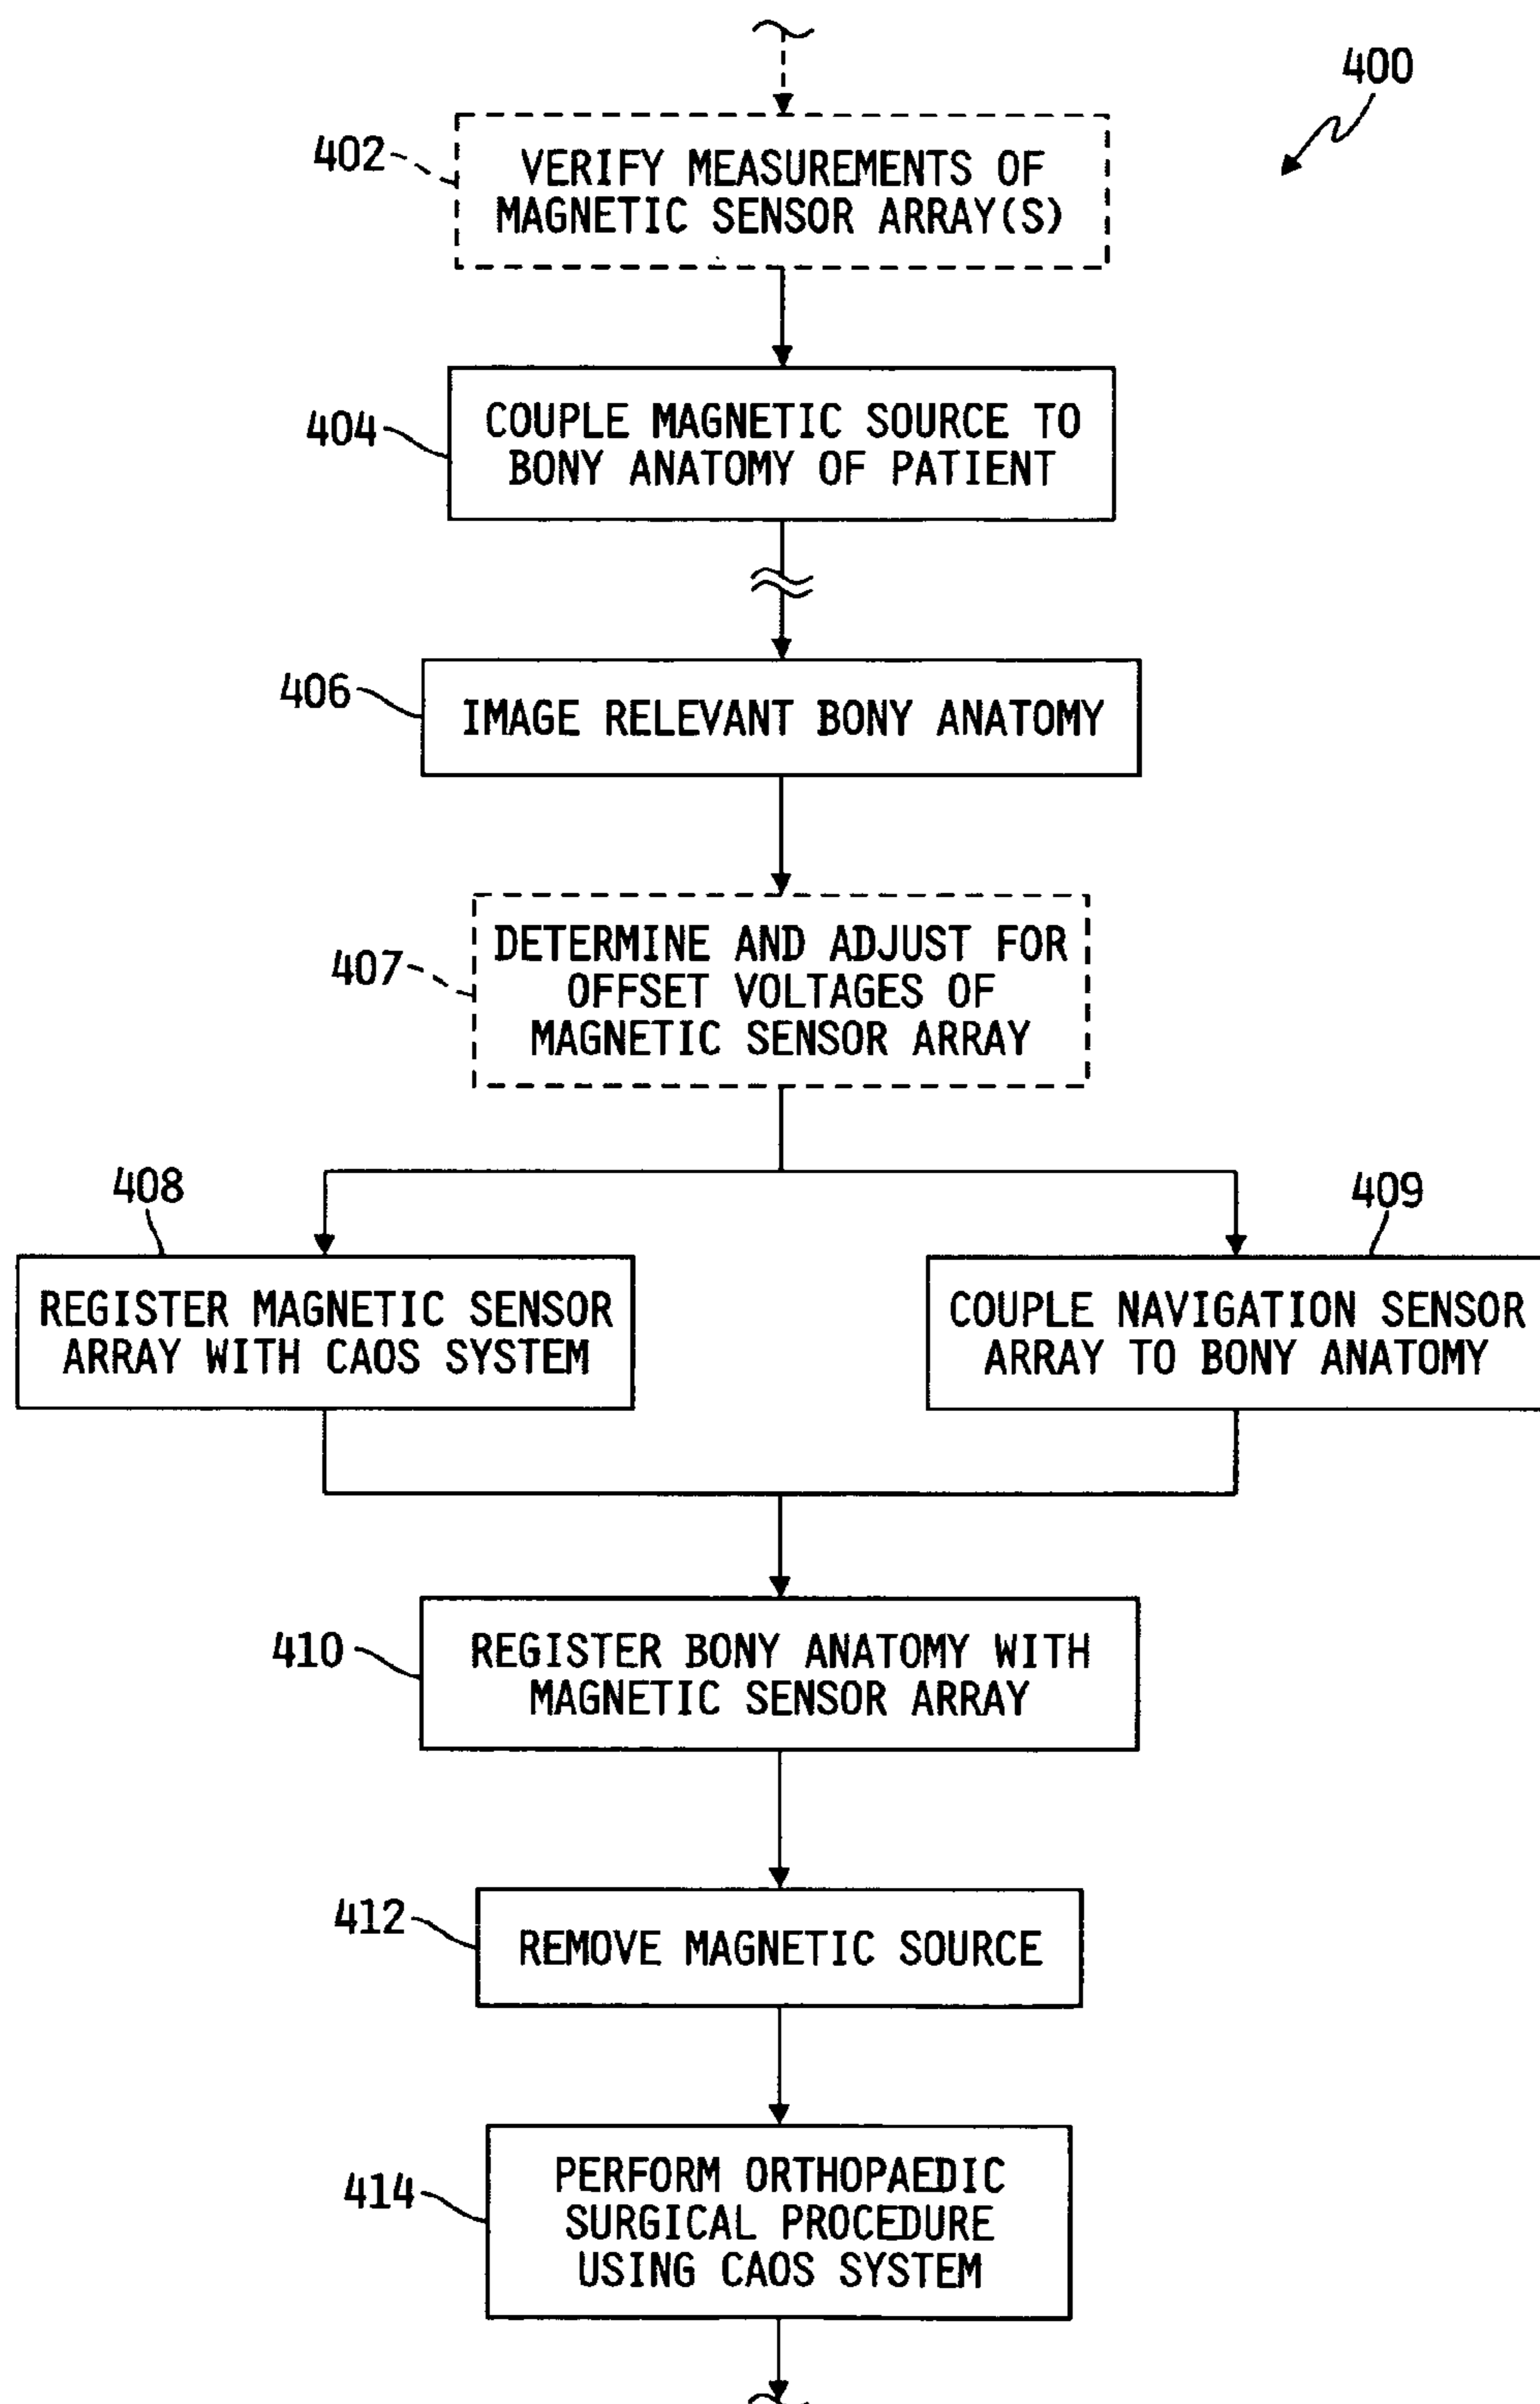 400
402
VERIFY MEASUREMENTS OF
MAGNETIC SENSOR ARRAY(S)
404
COUPLE MAGNETIC SOURCE TO
BONY ANATOMY OF PATIENT
406
IMAGE RELEVANT BONY ANATOMY
407
DETERMINE AND ADJUST FOR
OFFSET VOLTAGES OF
MAGNETIC SENSOR ARRAY
408
REGISTER MAGNETIC SENSOR
ARRAY WITH CAOS SYSTEM
409
COUPLE NAVIGATION SENSOR
ARRAY TO BONY ANATOMY
410
REGISTER BONY ANATOMY WITH
MAGNETIC SENSOR ARRAY
412
REMOVE MAGNETIC SOURCE
414
PERFORM ORTHOPAEDIC
SURGICAL PROCEDURE
USING CAOS SYSTEM